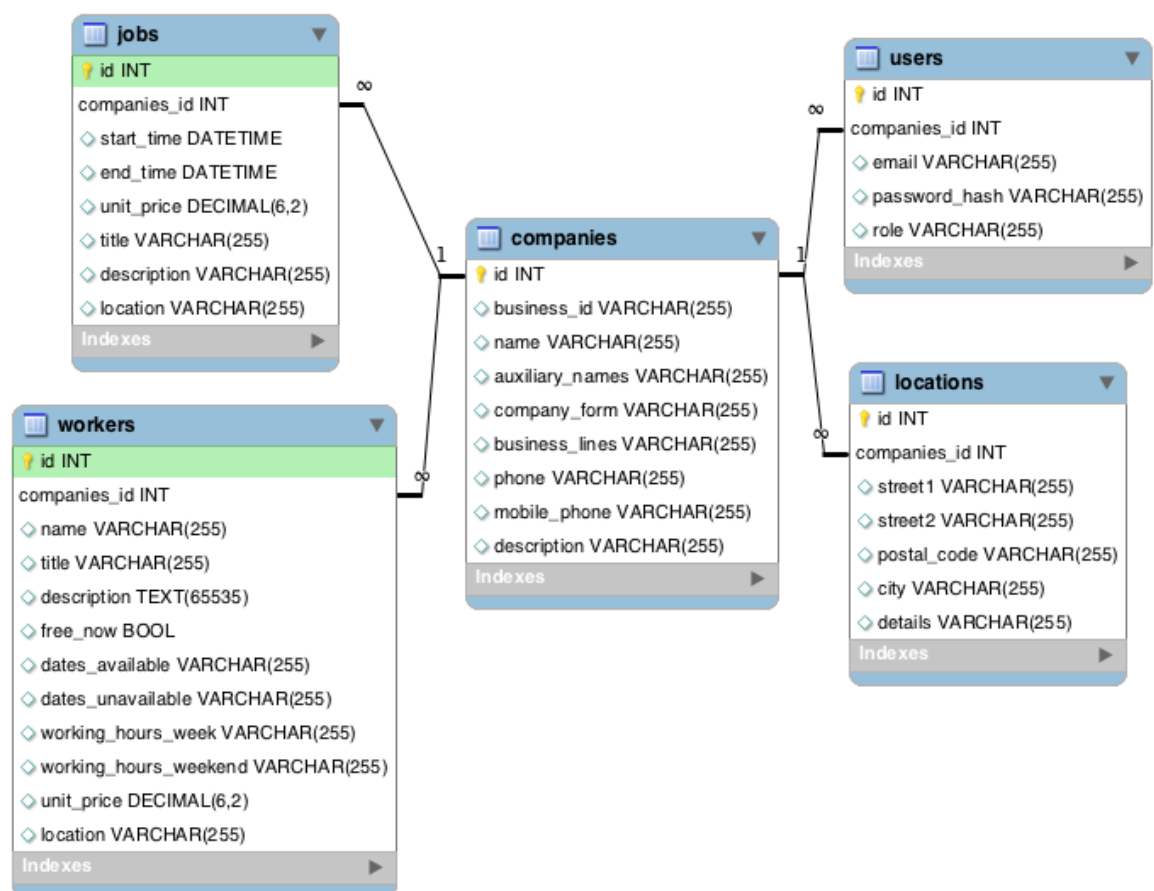 jobs
id INT
companies_id INT
start_time DATETIME
end_time DATETIME
unit_price DECIMAL(6,2)
title VARCHAR(255)
description VARCHAR(255)
location VARCHAR(255)
Indexes
workers
id INT
companies_id INT
name VARCHAR(255)
title VARCHAR(255)
description TEXT(65535)
free_now BOOL
dates_available VARCHAR(255)
dates_unavailable VARCHAR(255)
working_hours_week VARCHAR(255)
working_hours_weekend VARCHAR(255)
unit_price DECIMAL(6,2)
location VARCHAR(255)
Indexes
∞
1
∞
companies
id INT
business_id VARCHAR(255)
name VARCHAR(255)
auxiliary_names VARCHAR(255)
company_form VARCHAR(255)
business_lines VARCHAR(255)
phone VARCHAR(255)
mobile_phone VARCHAR(255)
description VARCHAR(255)
Indexes
∞
1
∞
users
id INT
companies_id INT
email VARCHAR(255)
password_hash VARCHAR(255)
role VARCHAR(255)
Indexes
locations
id INT
companies_id INT
street1 VARCHAR(255)
street2 VARCHAR(255)
postal_code VARCHAR(255)
city VARCHAR(255)
details VARCHAR(255)
Indexes